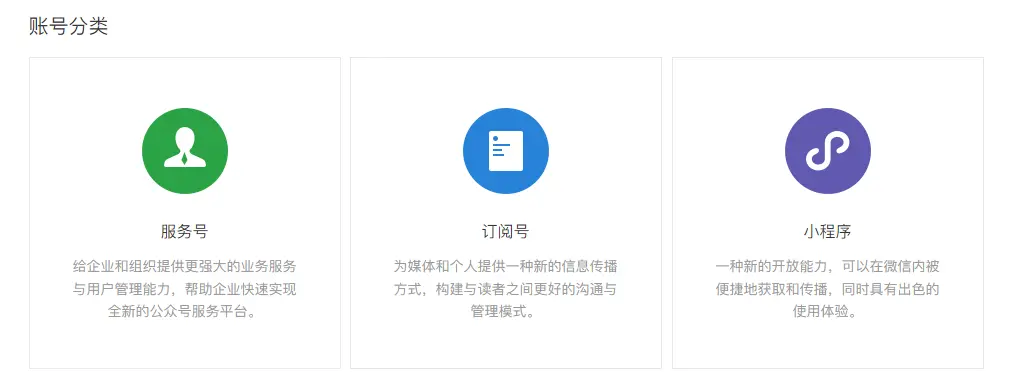 账号分类
服务号
给企业和组织提供更强大的业务服务
与用户管理能力，帮助企业快速实现
全新的公众号服务平台。
订阅号
为媒体和个人提供一种新的信息传播
方式，构建与读者之间更好的沟通与
管理模式。
小程序
一种新的开放能力，可以在微信内被
便捷地获取和传播，同时具有出色的
使用体验。